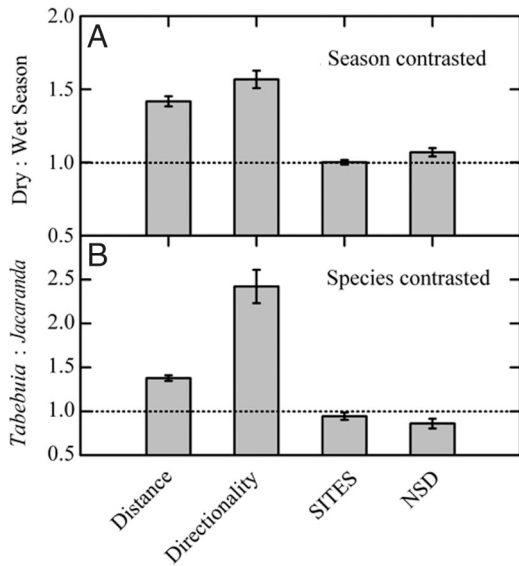 A
Season contrasted
Dry : Wet Season
2.0
1.5
1.0
0.5
B
Species contrasted
Tabebuia : Jacaranda
2.5
2.0
1.5
1.0
0.5
Distance
Directionality
SITES
NSD